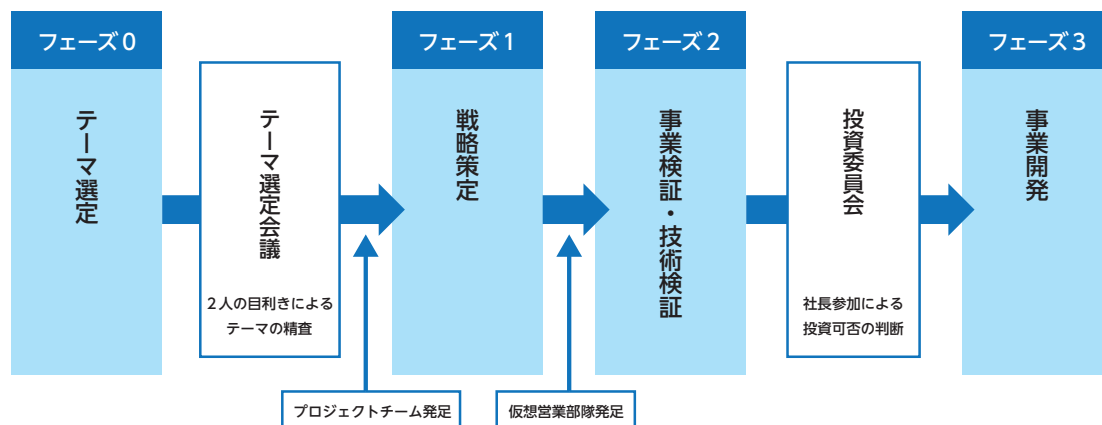 フェーズ0
テーマ選定
テーマ選定会議
2人の目利きによる
テーマの精査
プロジェクトチーム発足
フェーズ1
戦略策定
仮想営業部隊発足
フェーズ2
事業検証・技術検証
投資委員会
社長参加による
投資可否の判断
フェーズ3
事業開発